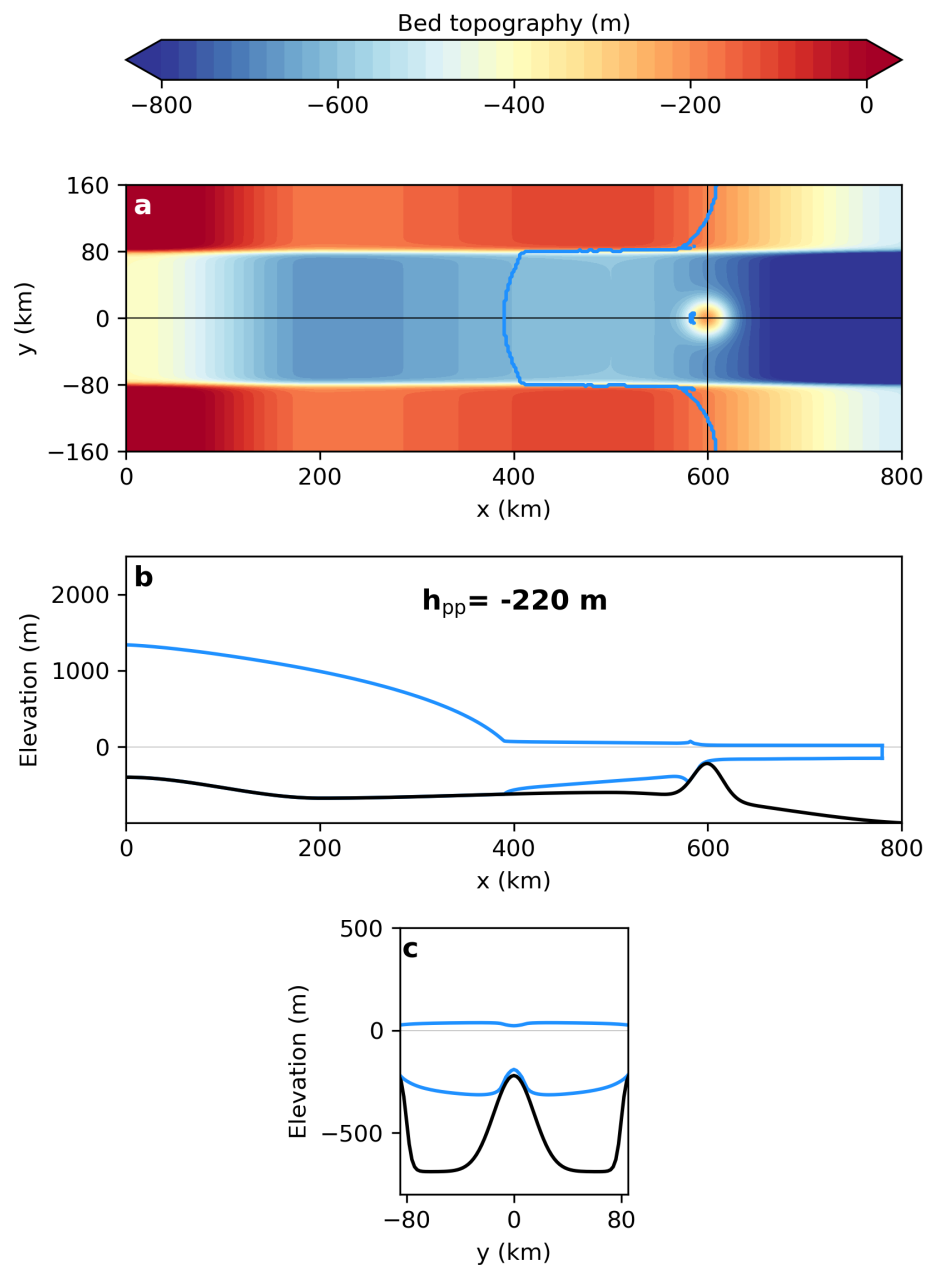 Bed topography (m)
−800 −600 −400 −200 0
a
160
80
0
−80
−160
y (km)
0 200 400 600 800
x (km)
b
h_pp= -220 m
2000
1000
0
Elevation (m)
0 200 400 600 800
x (km)
c
500
0
−500
Elevation (m)
−80 0 80
y (km)